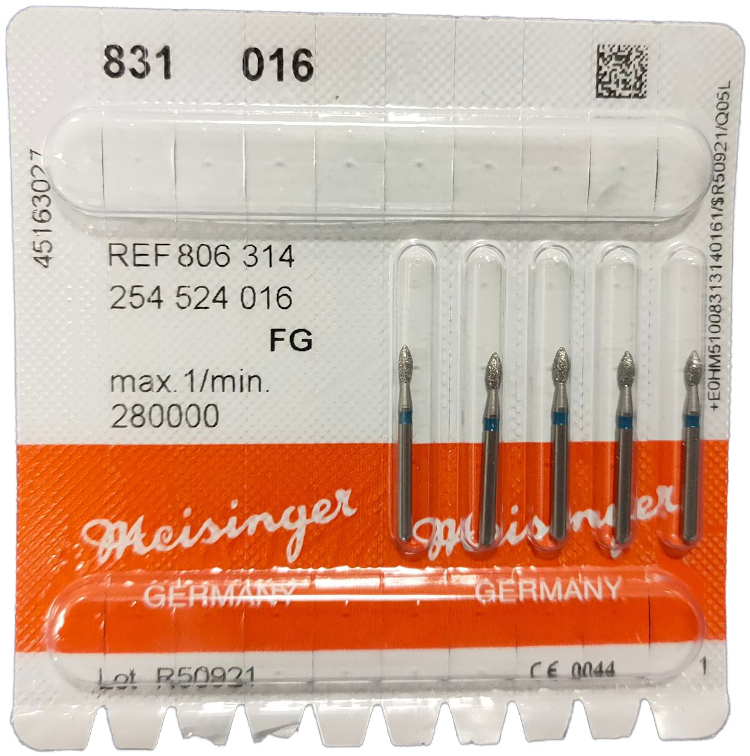 831 016
45163027
REF 806 314
254 524 016
FG
max. 1/min.
280000
+E0HM51008313140161/$R50921/Q05L
Meisinger Meisinger
GERMANY GERMANY
Lot R50921
CE 0044
1